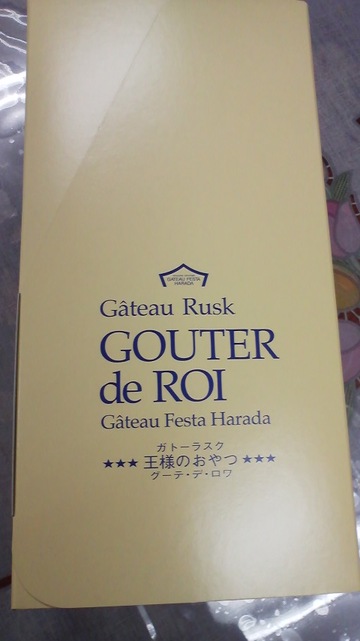 GATEAU FESTA
HARADA
Gâteau Rusk
GOUTER
de ROI
Gâteau Festa Harada
ガトーラスク
★★★ 王様のおやつ ★★★
グーテ・デ・ロワ